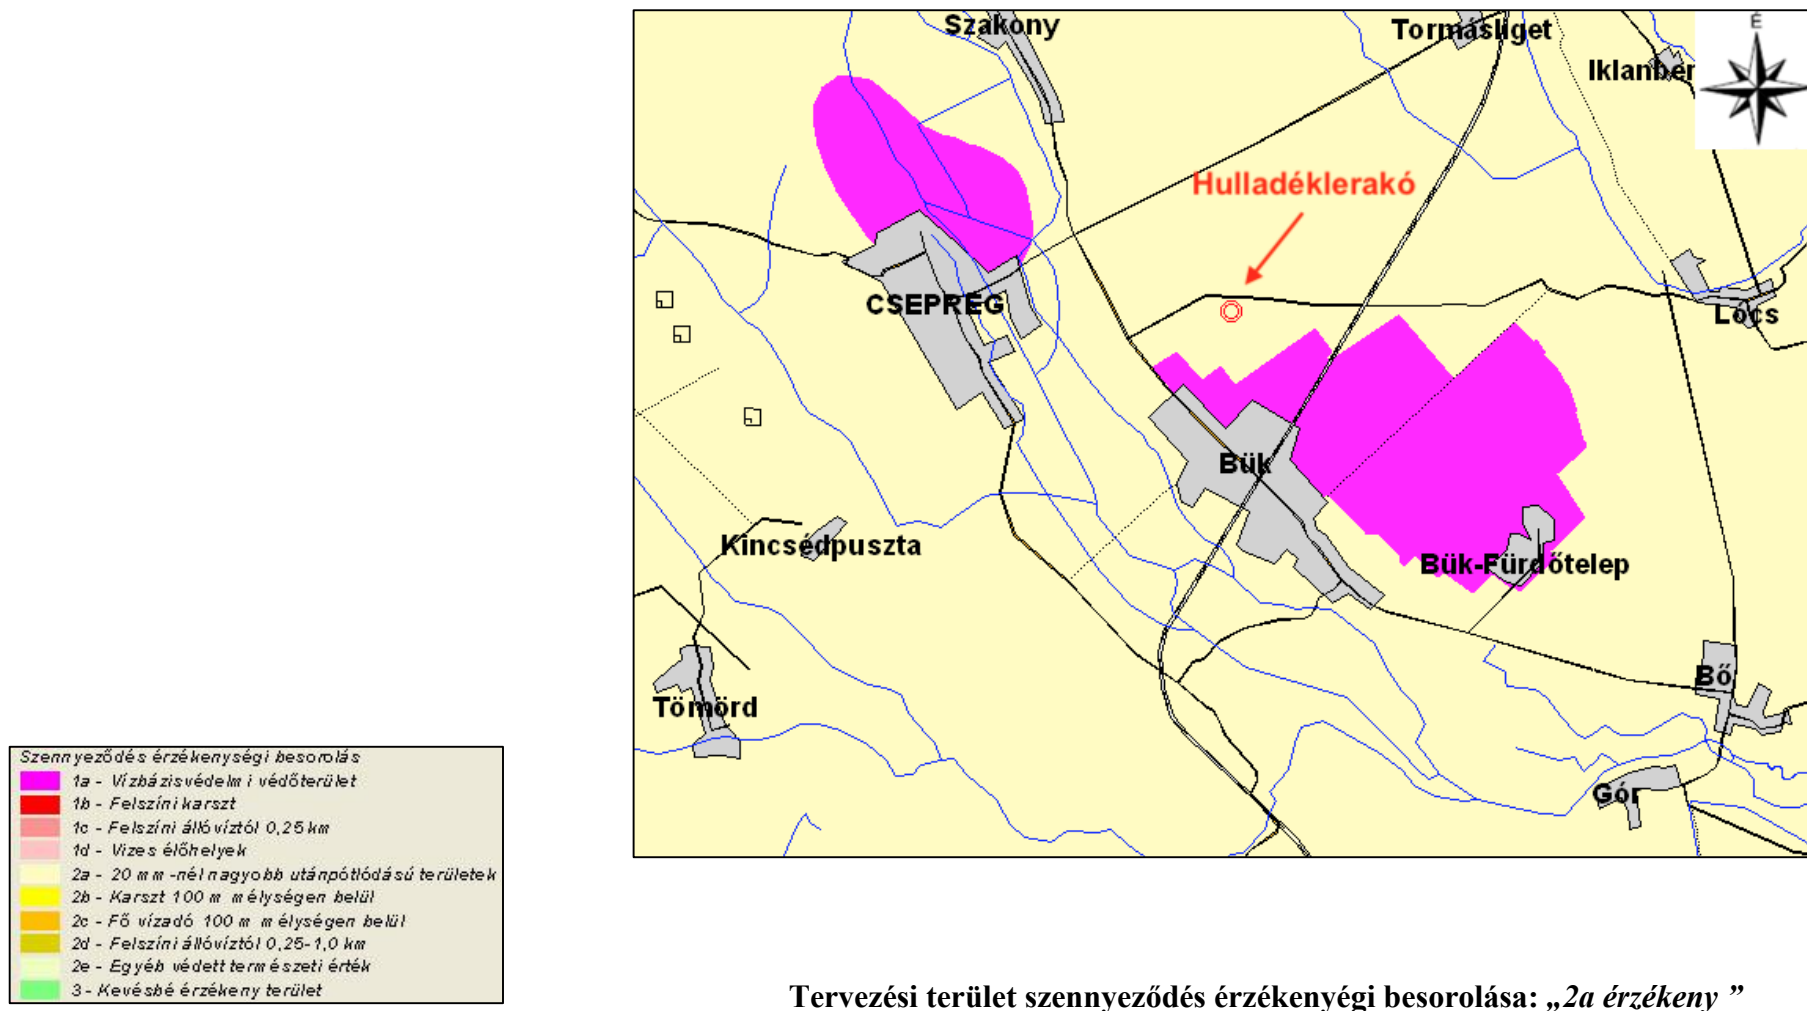 Szakony
Tormásliget
É
Iklanber
Hulladéklerakó
CSEPREG
Lócs
Bük
Kincsédpuszta
Bük-Fürdőtelep
Bő
Tömörd
Gór
Szennyeződés érzékenységi besorolás
1a - Vízbázisvédelmi védőterület
1b - Felszíni karszt
1c - Felszíni állóvíztól 0,25 km
1d - Vizes élőhelyek
2a - 20 mm-nél nagyobb utánpótlódású területek
2b - Karszt 100 m mélységen belül
2c - Fő vízadó 100 m mélységen belül
2d - Felszíni állóvíztól 0,25-1,0 km
2e - Egyéb védett természeti érték
3 - Kevésbé érzékeny terület
Tervezési terület szennyeződés érzékenyégi besorolása: „2a érzékeny ”